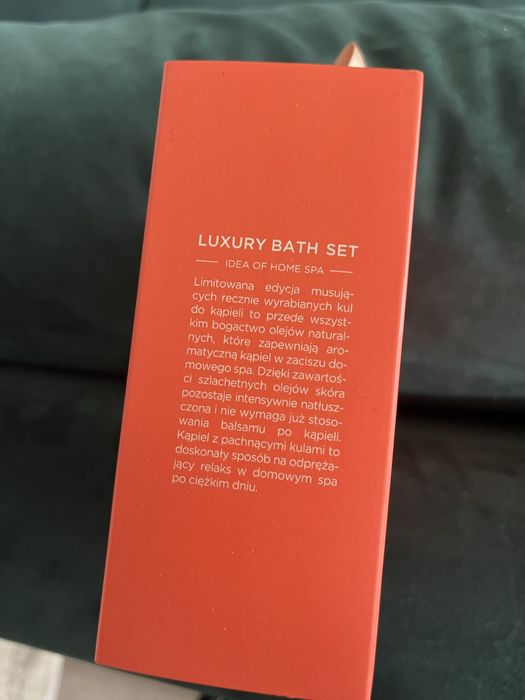 LUXURY BATH SET
IDEA OF HOME SPA
Limitowana edycja musują-
cych recznie wyrabianych kul
do kąpieli to przede wszyst-
kim bogactwo olejów natural-
nych, które zapewniają aro-
matyczną kąpiel w zaciszu do-
mowego spa. Dzięki zawartoś-
ci szlachetnych olejów skóra
pozostaje intensywnie natłusz-
czona i nie wymaga już stoso-
wania balsamu po kąpieli.
Kąpiel z pachnącymi kulami to
doskonały sposób na odpręża-
jący relaks w domowym spa
po ciężkim dniu.